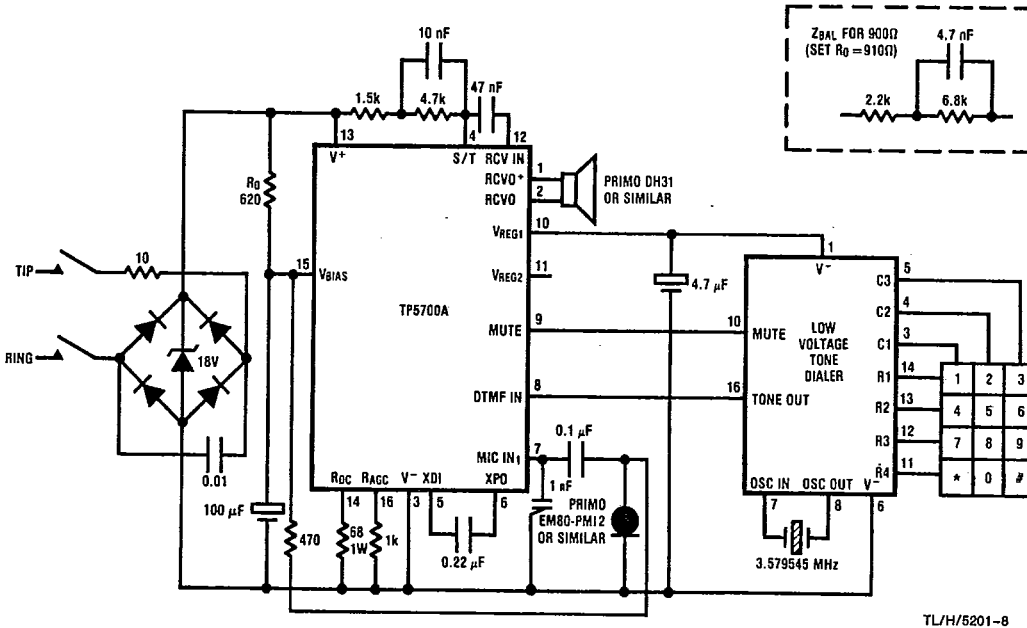 10 nF
47 nF
1.5k
4.7k
13
4
12
V+
S/T
RCV IN
R0
620
1
RCVO+
2
RCVO
PRIMO DH31
OR SIMILAR
10
VREG1
15
VBIAS
11
VREG2
TP5700A
9
MUTE
8
DTMF IN
7
MIC IN1
RDC
RAGC
V−
XDI
XPO
14
16
3
5
6
68
1W
1k
0.22 µF
TIP
10
RING
18V
0.01
100 µF
470
0.1 µF
1 nF
PRIMO
EM80-PMI2
OR SIMILAR
4.7 µF
1
V−
10
MUTE
LOW
VOLTAGE
TONE
DIALER
16
TONE OUT
5
C3
4
C2
3
C1
14
R1
13
R2
12
R3
11
R4
OSC IN
OSC OUT
V−
7
8
6
3.579545 MHz
1 2 3
4 5 6
7 8 9
* 0 #
ZBAL FOR 900Ω
(SET R0 = 910Ω)
4.7 nF
2.2k
6.8k
TL/H/5201-8